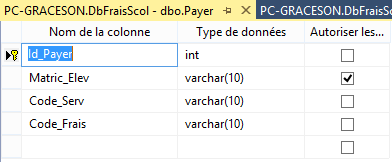 PC-GRACESON.DbFraisScol - dbo.Payer PC-GRACESON.DbFraisS
Nom de la colonne Type de données Autoriser les...
Id_Payer int
Matric_Elev varchar(10)
Code_Serv varchar(10)
Code_Frais varchar(10)